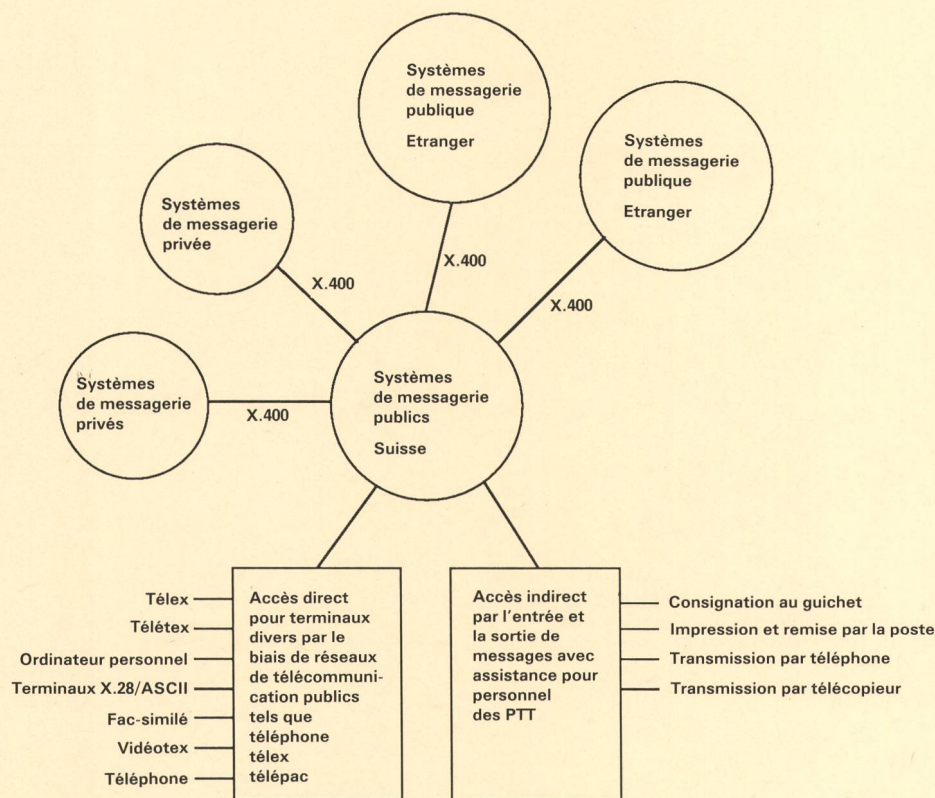 Systèmes
de messagerie
publique
Etranger
Systèmes
de messagerie
publique
Etranger
Systèmes
de messagerie
privée
X.400
X.400
X.400
Systèmes
de messagerie
privés
X.400
Systèmes
de messagerie
publics
Suisse
Télex
Télétex
Ordinateur personnel
Terminaux X.28/ASCII
Fac-similé
Vidéotex
Téléphone
Accès direct
pour terminaux
divers par le
biais de réseaux
de télécommuni-
cation publics
tels que
téléphone
télex
télépac
Accès indirect
par l'entrée et
la sortie de
messages avec
assistance pour
personnel
des PTT
Consignation au guichet
Impression et remise par la poste
Transmission par téléphone
Transmission par télécopieur